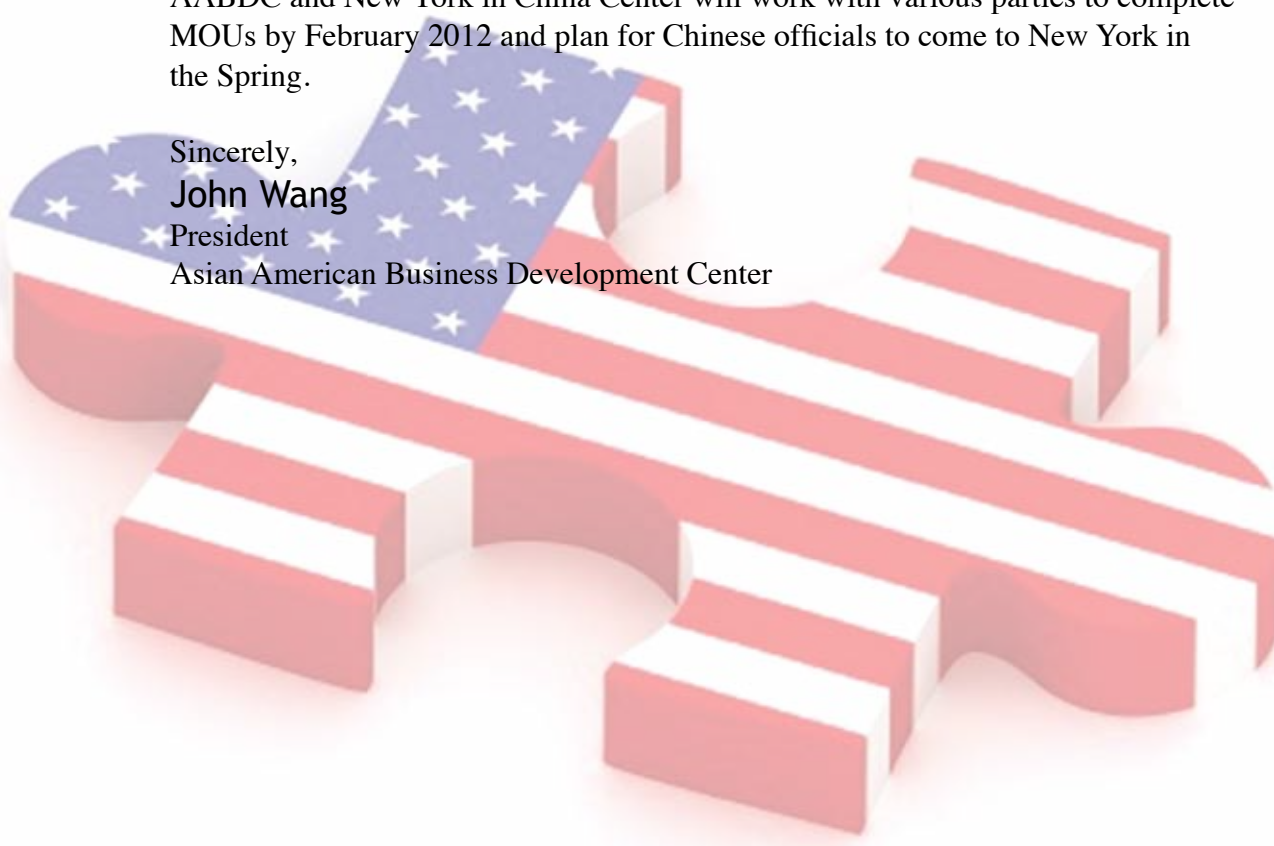 AABDC and New York in China Center will work with various parties to complete
MOUs by February 2012 and plan for Chinese officials to come to New York in
the Spring.
Sincerely,
John Wang
President
Asian American Business Development Center